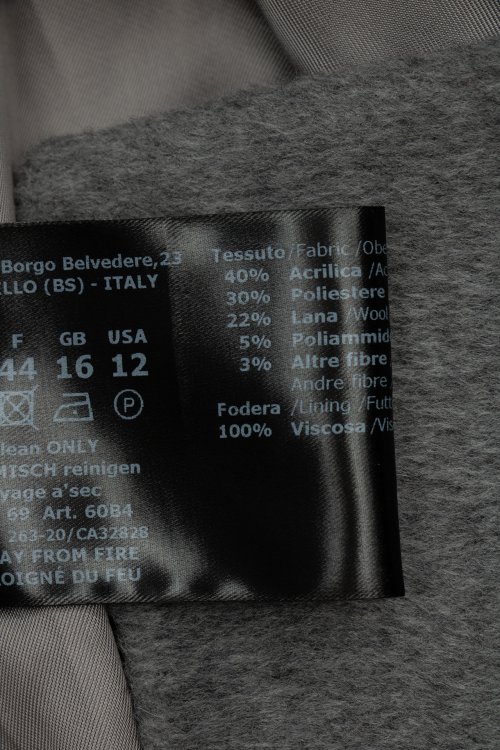 Borgo Belvedere,23
LLO (BS) - ITALY
F GB USA
44 16 12
P
lean ONLY
MISCH reinigen
vage a'sec
69 Art. 60B4
263-20/CA32828
AY FROM FIRE
OIGNE DU FEU
Tessuto/Fabric/Obe
40% Acrilica/Ac
30% Poliestere
22% Lana/Wool
5% Poliammid
3% Altre fibre
Andre fibre
Fodera/Lining/Futt
100% Viscosa/Vis